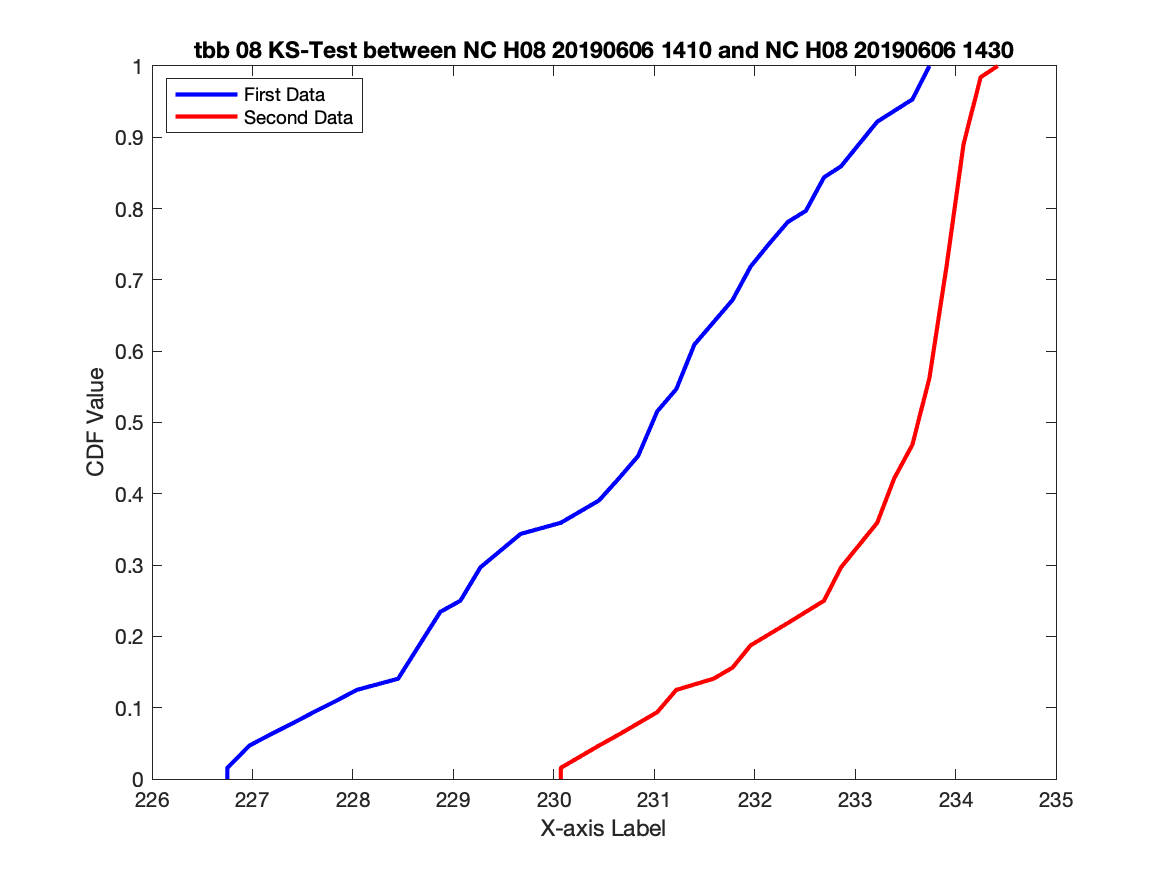 tbb 08 KS-Test between NC H08 20190606 1410 and NC H08 20190606 1430
First Data
Second Data
1
0.9
0.8
0.7
0.6
0.5
0.4
0.3
0.2
0.1
0
CDF Value
226 227 228 229 230 231 232 233 234 235
X-axis Label